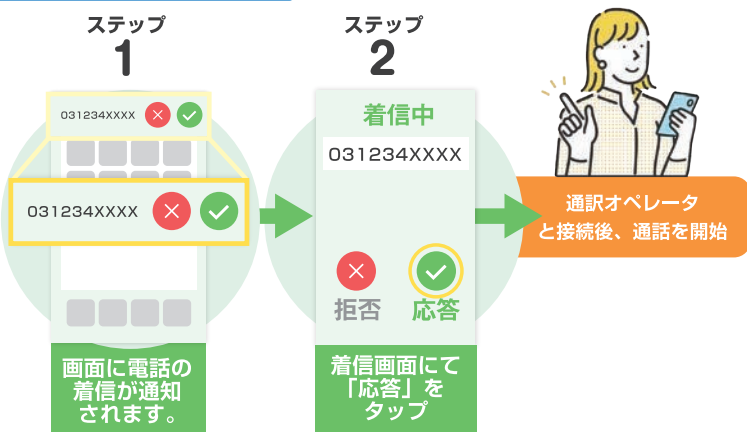 ステップ
1
031234XXXX
031234XXXX
画面に電話の
着信が通知
されます。
ステップ
2
着信中
031234XXXX
拒否
応答
着信画面にて
「応答」を
タップ
通訳オペレータ
と接続後、通話を開始